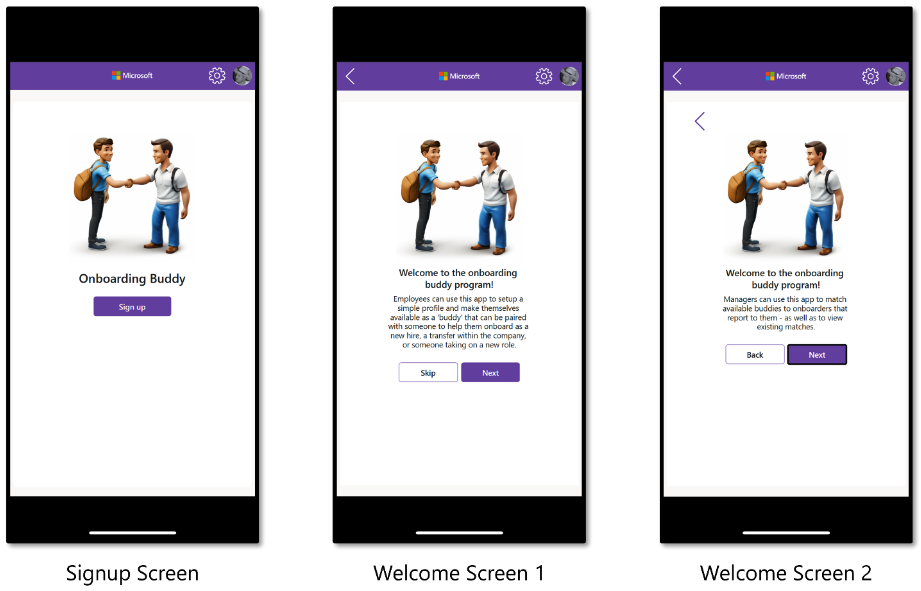 Microsoft
Onboarding Buddy
Sign up
Signup Screen
Microsoft
Welcome to the onboarding
buddy program!
Employees can use this app to setup a
simple profile and make themselves
available as a 'buddy' that can be paired
with someone to help them onboard as a
new hire, a transfer within the company,
or someone taking on a new role.
Skip
Next
Welcome Screen 1
Microsoft
Welcome to the onboarding
buddy program!
Managers can use this app to match
available buddies to onboarders that
report to them - as well as to view
existing matches.
Back
Next
Welcome Screen 2